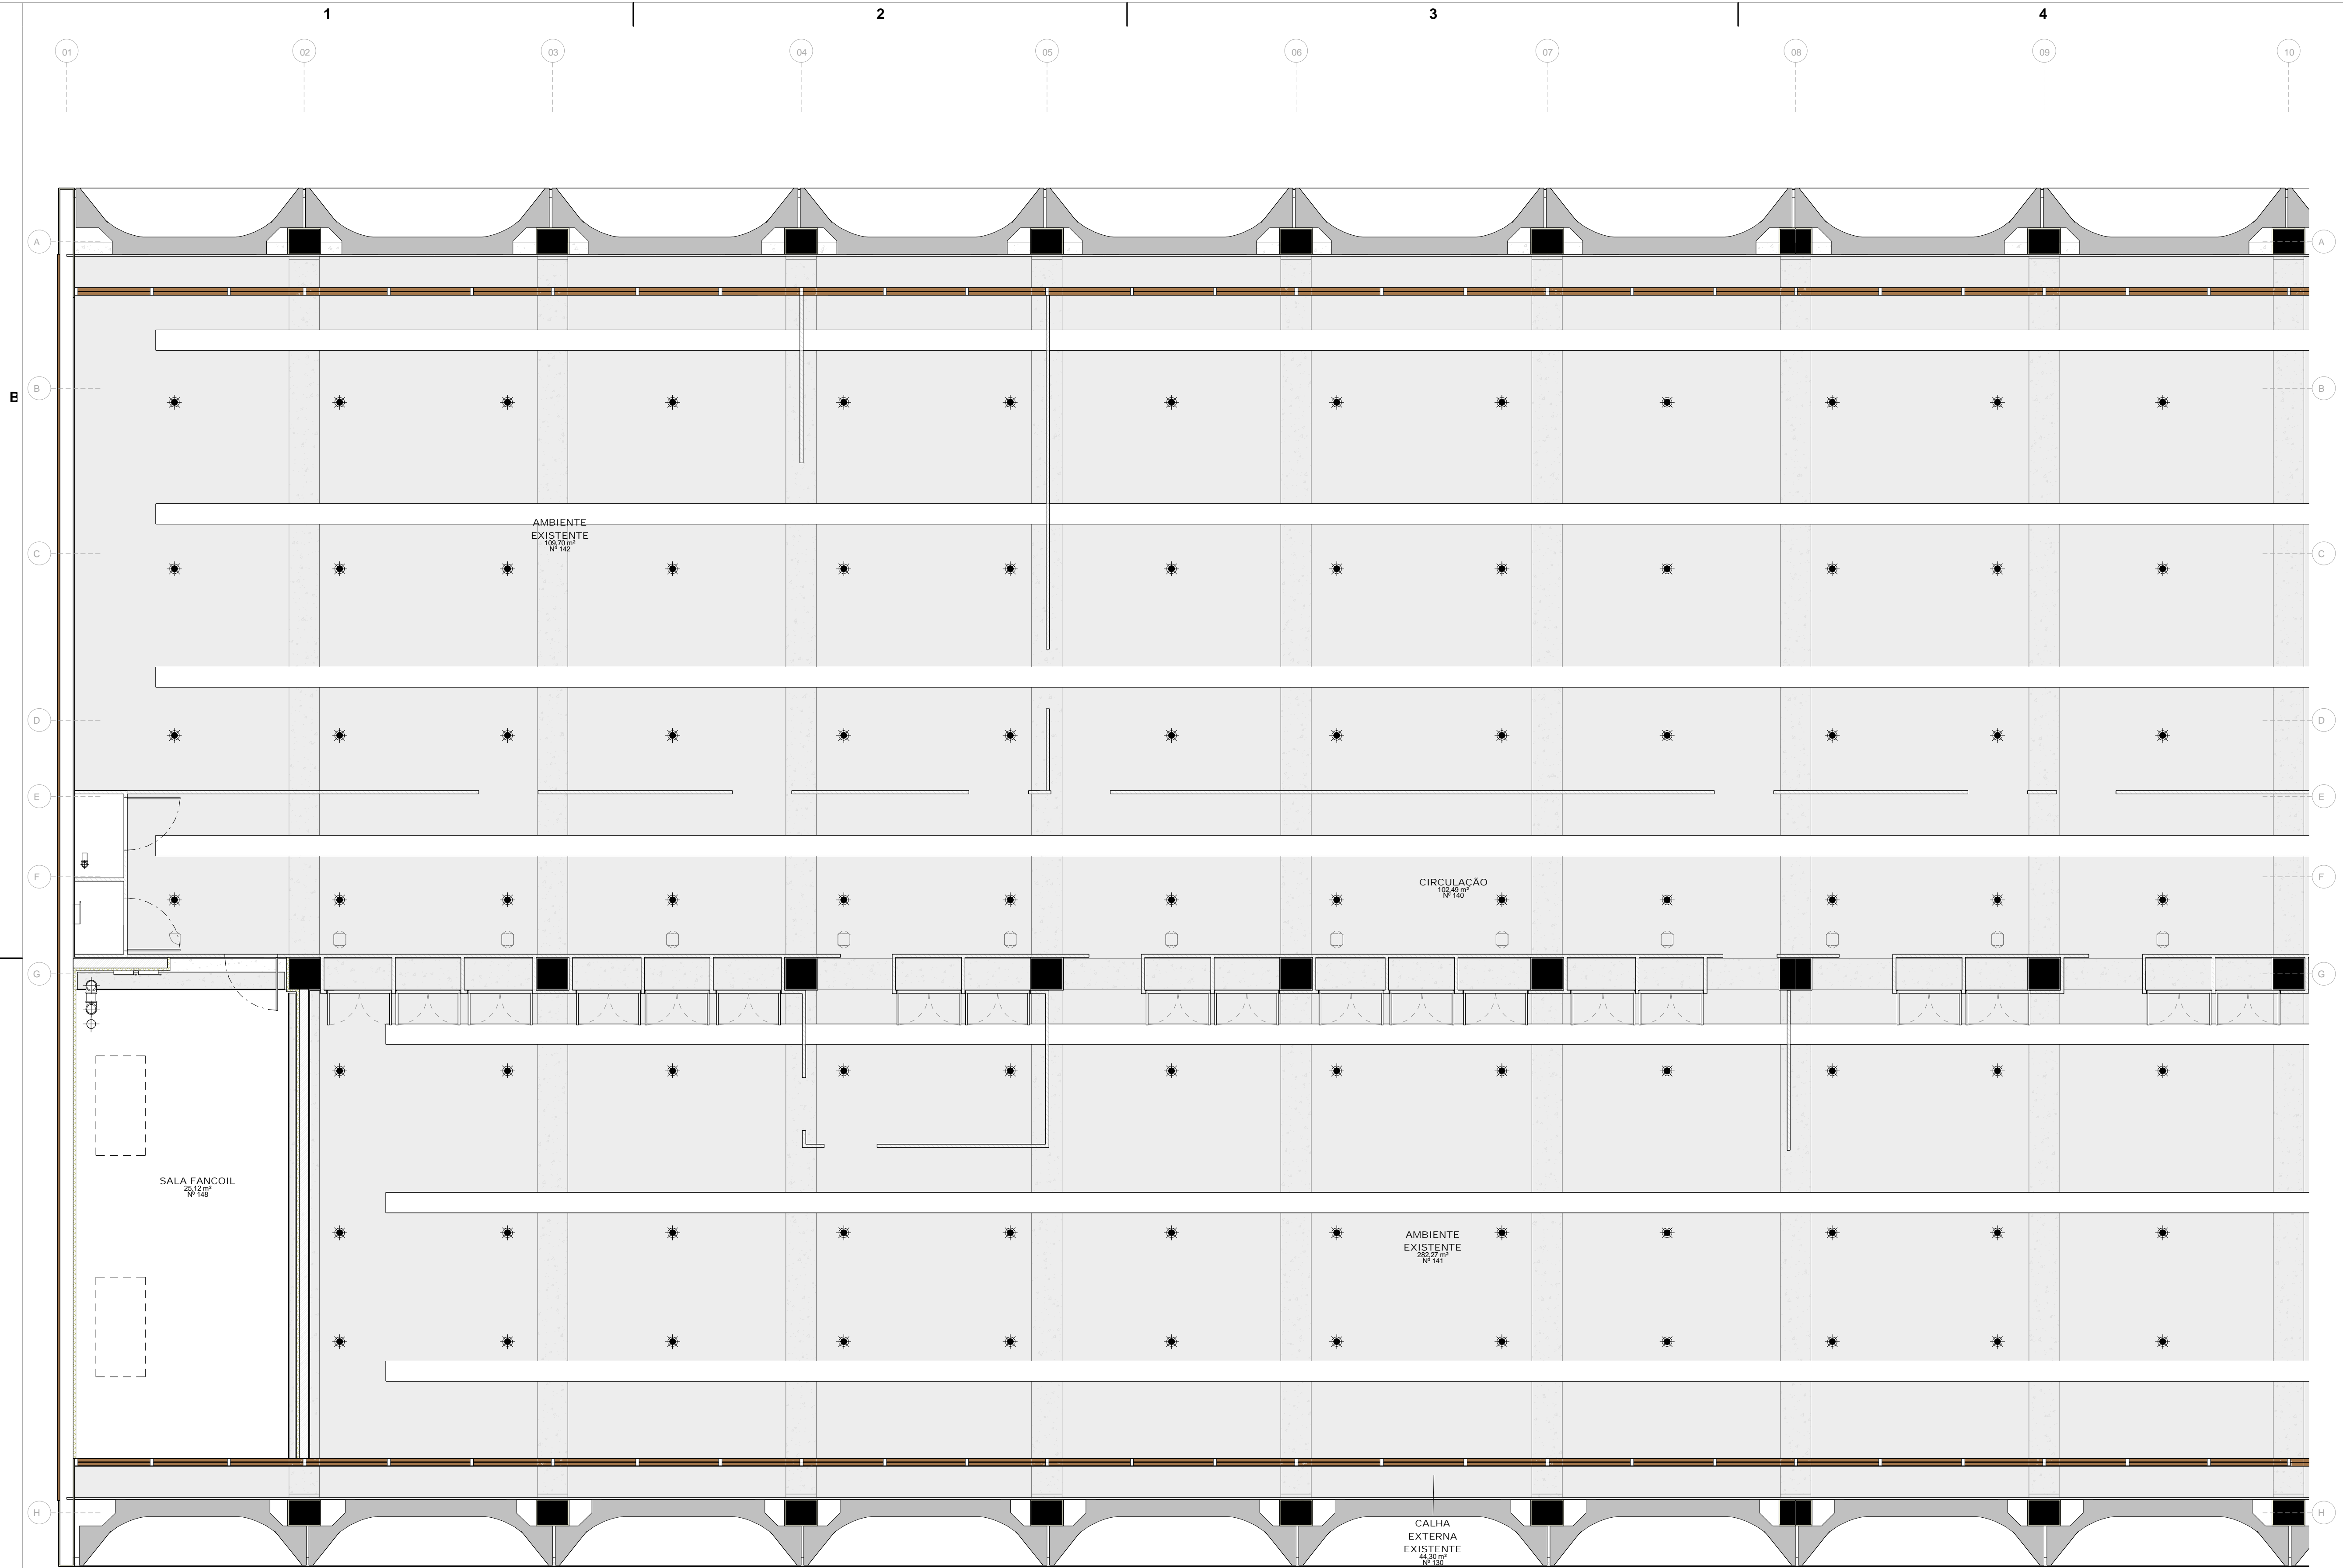 1 2 3 4
01 02 03 04 05 06 07 08 09 10
A A
B B B
AMBIENTE
EXISTENTE
109,70 m²
Nº 142
C C
D D
E E
CIRCULAÇÃO
102,49 m²
Nº 140
F F
G G
SALA FANCOIL
25,12 m²
Nº 148
AMBIENTE
EXISTENTE
282,27 m²
Nº 141
H H
CALHA
EXTERNA
EXISTENTE
44,30 m²
Nº 130